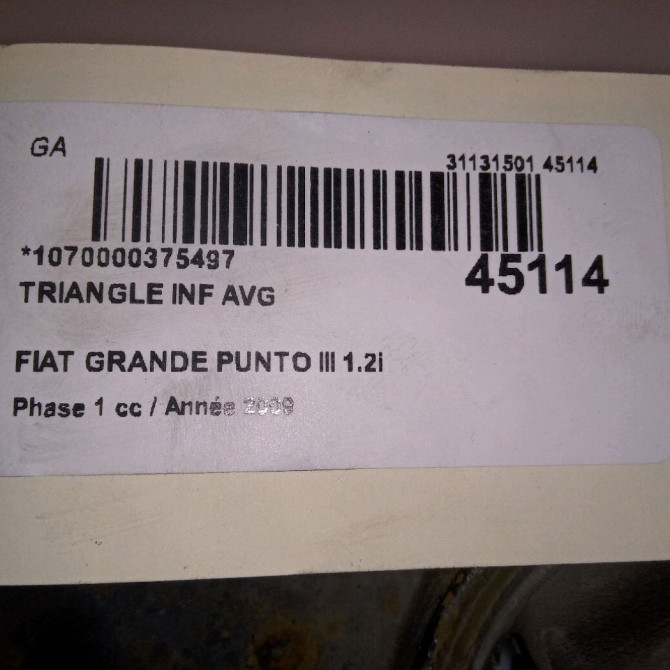 GA
31131501 45114
*1070000375497
45114
TRIANGLE INF AVG
FIAT GRANDE PUNTO III 1.2i
Phase 1 cc / Année 2009